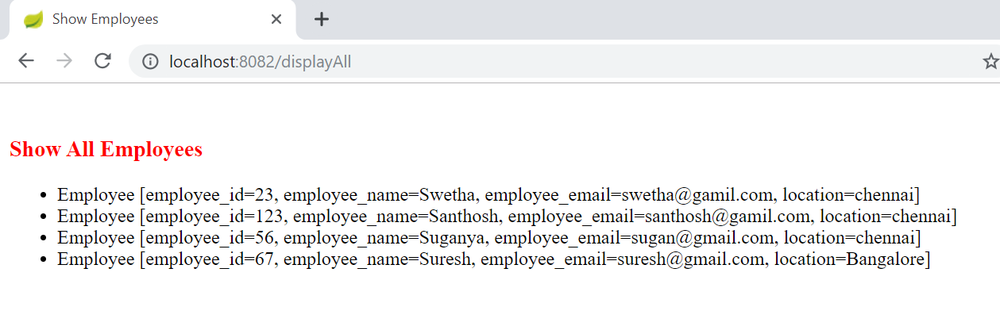 Show Employees
localhost:8082/displayAll
Show All Employees
Employee [employee_id=23, employee_name=Swetha, employee_email=swetha@gamil.com, location=chennai]
Employee [employee_id=123, employee_name=Santhosh, employee_email=santhosh@gamil.com, location=chennai]
Employee [employee_id=56, employee_name=Suganya, employee_email=sugan@gmail.com, location=chennai]
Employee [employee_id=67, employee_name=Suresh, employee_email=suresh@gmail.com, location=Bangalore]